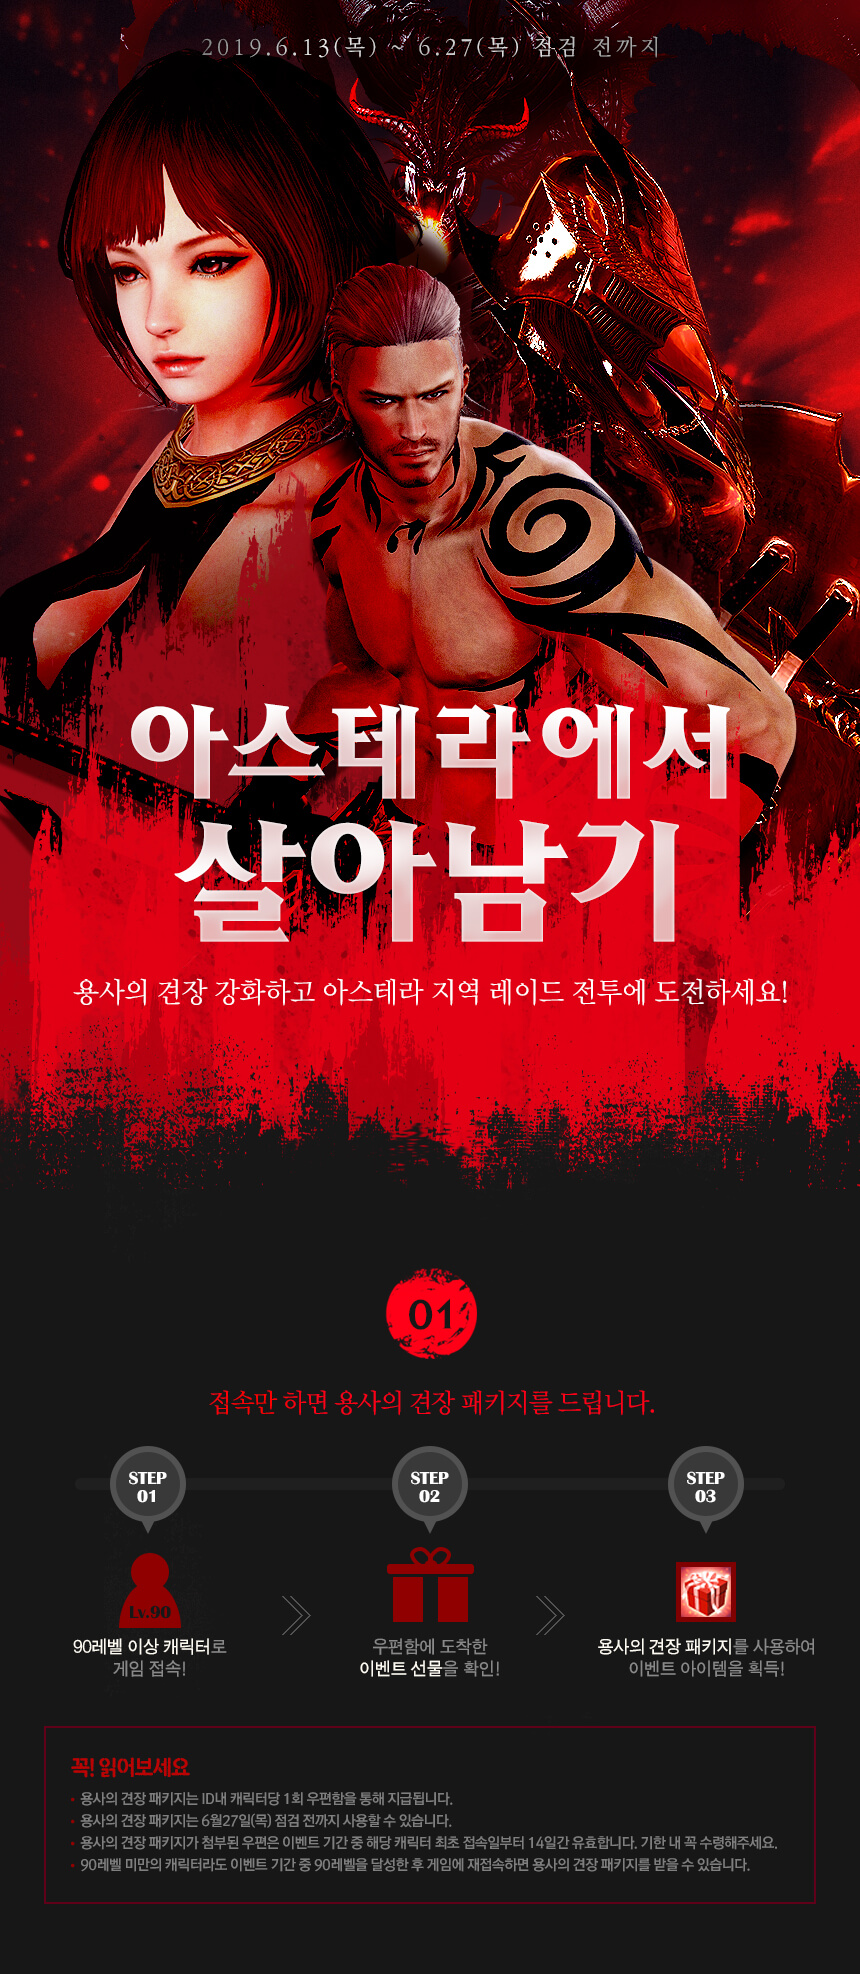 2019.6.13(목) ~ 6.27(목) 점검 전까지
아스테라에서
살아남기
용사의 견장 강화하고 아스테라 지역 레이드 전투에 도전하세요!
01
접속만 하면 용사의 견장 패키지를 드립니다.
STEP
01
STEP
02
STEP
03
Lv.90
90레벨 이상 캐릭터로
게임 접속!
우편함에 도착한
이벤트 선물을 확인!
용사의 견장 패키지를 사용하여
이벤트 아이템을 획득!
꼭! 읽어보세요
· 용사의 견장 패키지는 ID내 캐릭터당 1회 우편함을 통해 지급됩니다.
· 용사의 견장 패키지는 6월27일(목) 점검 전까지 사용할 수 있습니다.
· 용사의 견장 패키지가 첨부된 우편은 이벤트 기간 중 해당 캐릭터 최초 접속일부터 14일간 유효합니다. 기한 내 꼭 수령해주세요.
· 90레벨 미만의 캐릭터라도 이벤트 기간 중 90레벨을 달성한 후 게임에 재접속하면 용사의 견장 패키지를 받을 수 있습니다.